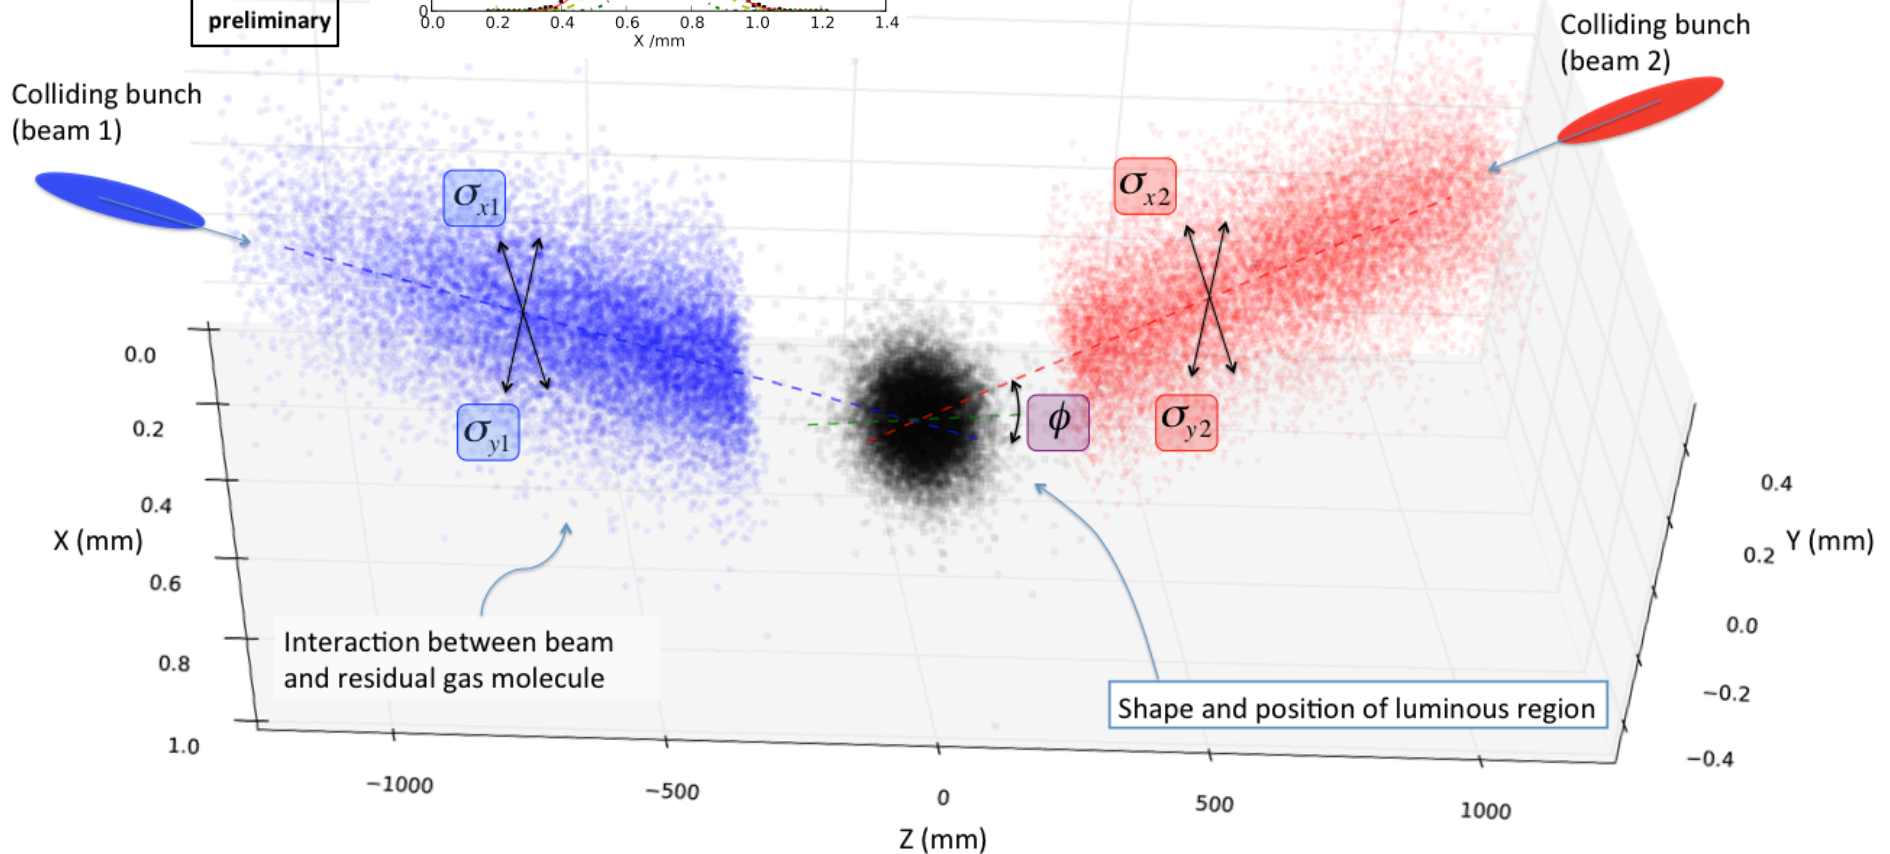 preliminary
0
0.0 0.2 0.4 0.6 0.8 1.0 1.2 1.4
X /mm
Colliding bunch
(beam 1)
Colliding bunch
(beam 2)
σx1
σy1
σx2
σy2
ϕ
0.0
0.2
0.4
0.6
0.8
1.0
X (mm)
0.4
0.2
0.0
−0.2
−0.4
Y (mm)
Interaction between beam
and residual gas molecule
Shape and position of luminous region
−1000 −500 0 500 1000
Z (mm)